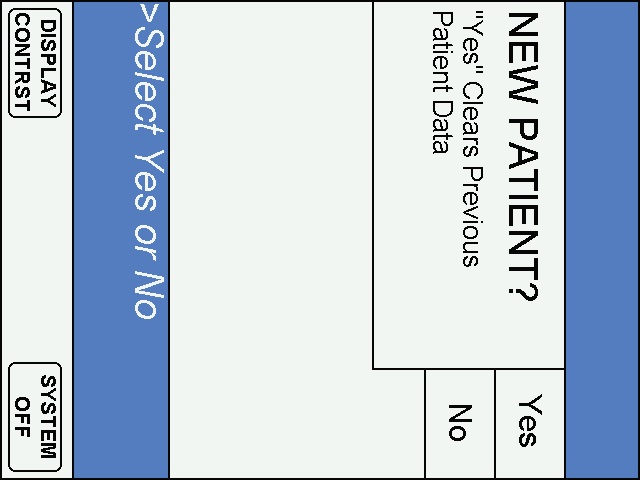 NEW PATIENT?
"Yes" Clears Previous
Patient Data
Yes
No
>Select Yes or No
DISPLAY
CONTRST
SYSTEM
OFF